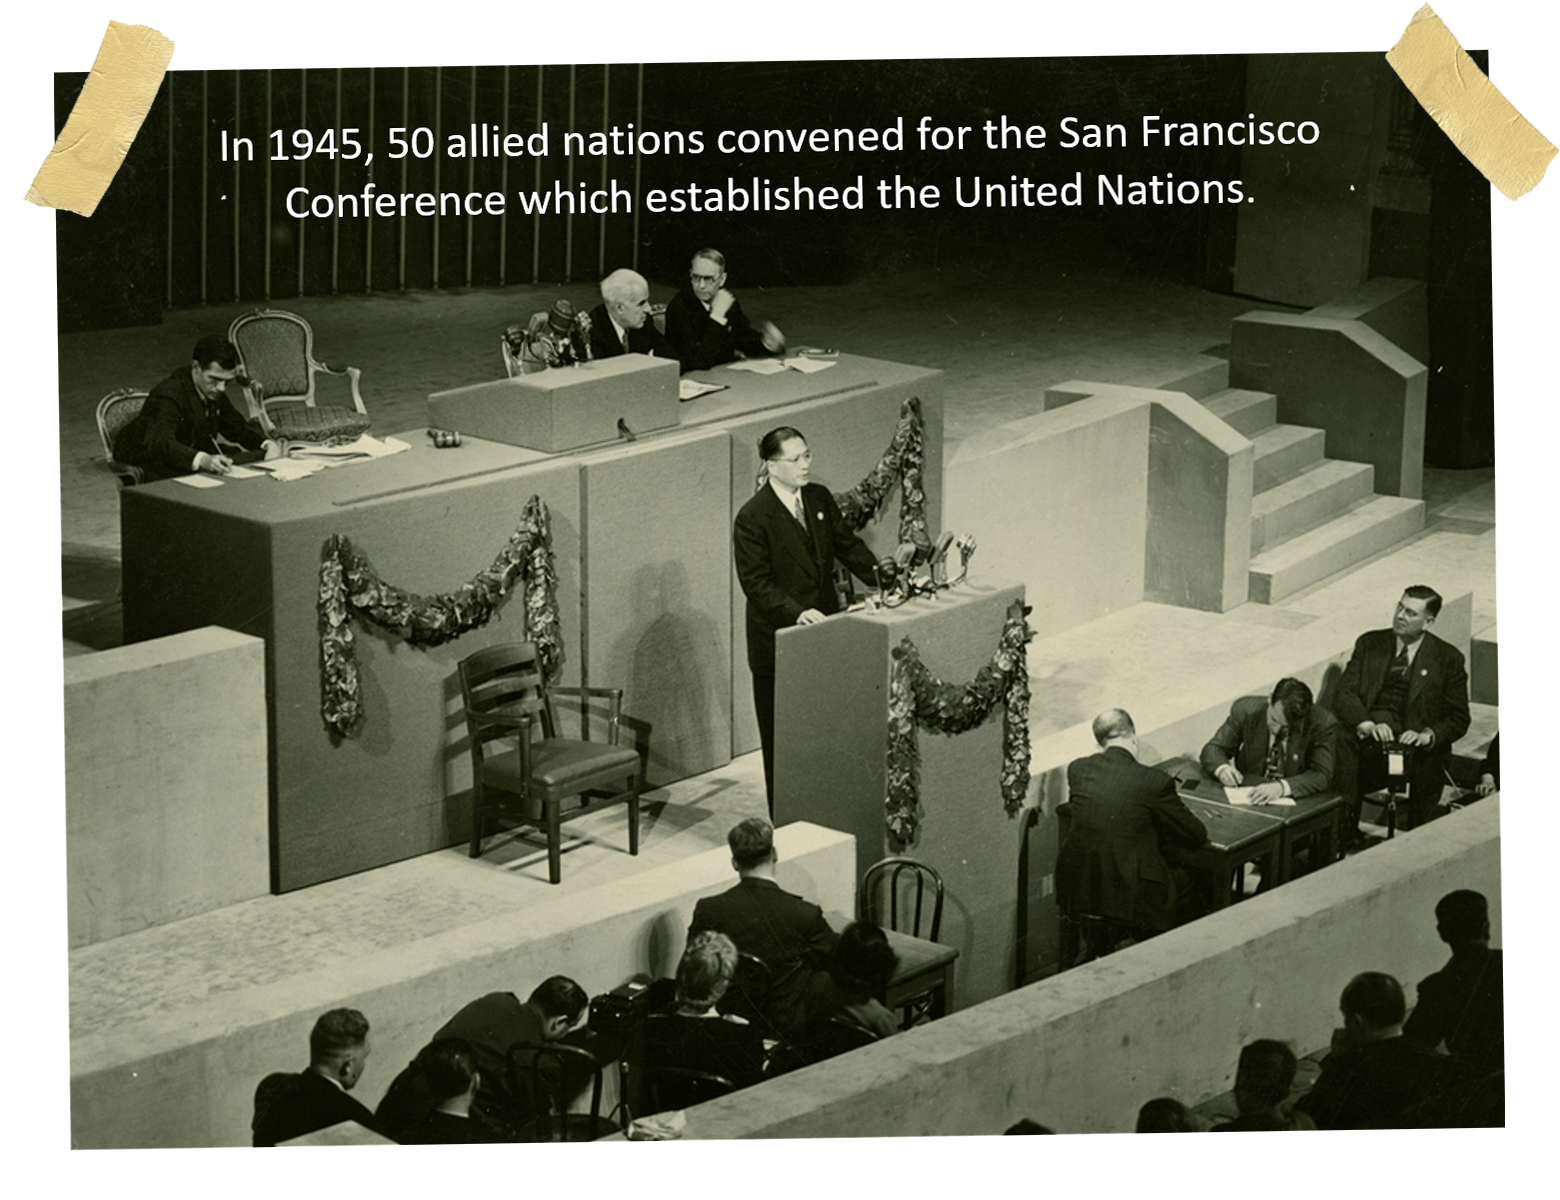 In 1945, 50 allied nations convened for the San Francisco
Conference which established the United Nations.